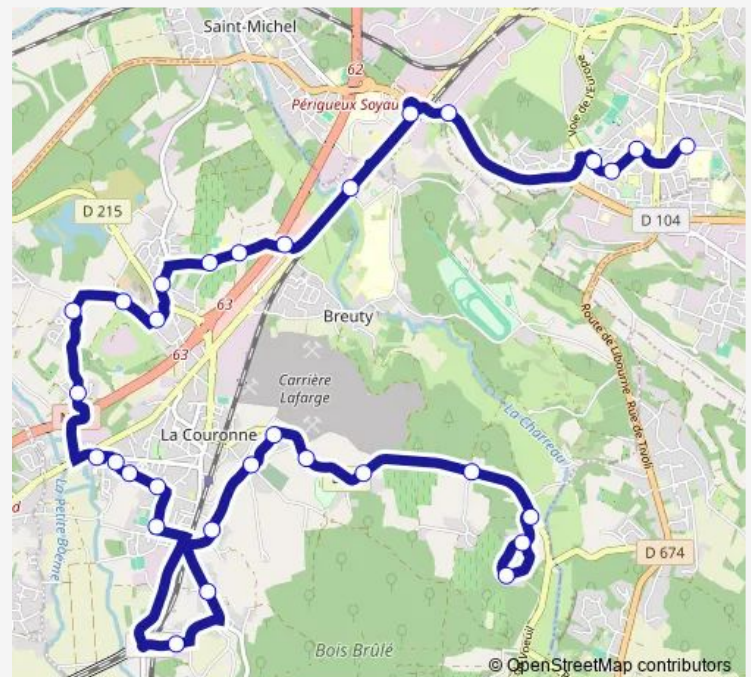 Saint-Michel
62
Périgueux Soyau
Voie de l'Europe
D 215
D 104
63
Breuty
63
Carrière
Lafarge
Route de Libourne
Rue de Tivoli
La Charreau
La Couronne
La Petite Boëme
D 674
Bois Brûlé
© OpenStreetMap contributors